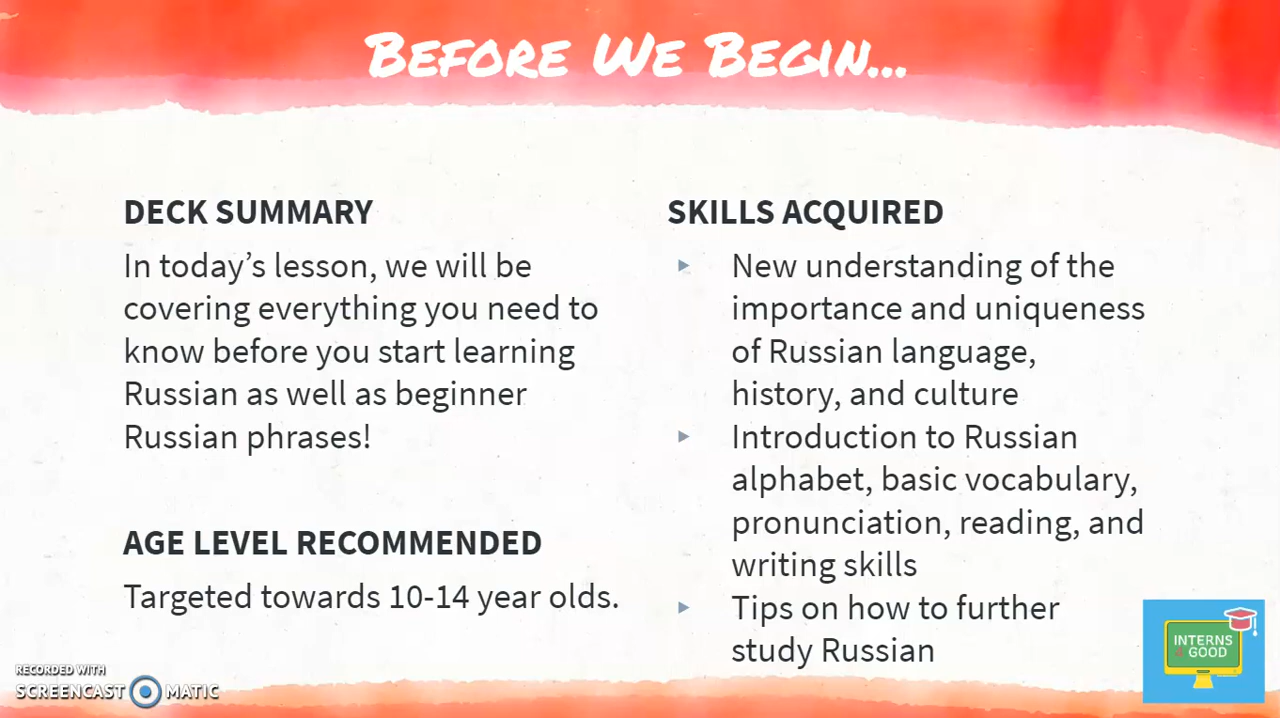 BEFORE WE BEGIN...
DECK SUMMARY
In today's lesson, we will be
covering everything you need to
know before you start learning
Russian as well as beginner
Russian phrases!
AGE LEVEL RECOMMENDED
Targeted towards 10-14 year olds.
SKILLS ACQUIRED
New understanding of the
importance and uniqueness
of Russian language,
history, and culture
Introduction to Russian
alphabet, basic vocabulary,
pronunciation, reading, and
writing skills
Tips on how to further
study Russian
RECORDED WITH
SCREENCAST MATIC
INTERNS
4 GOOD